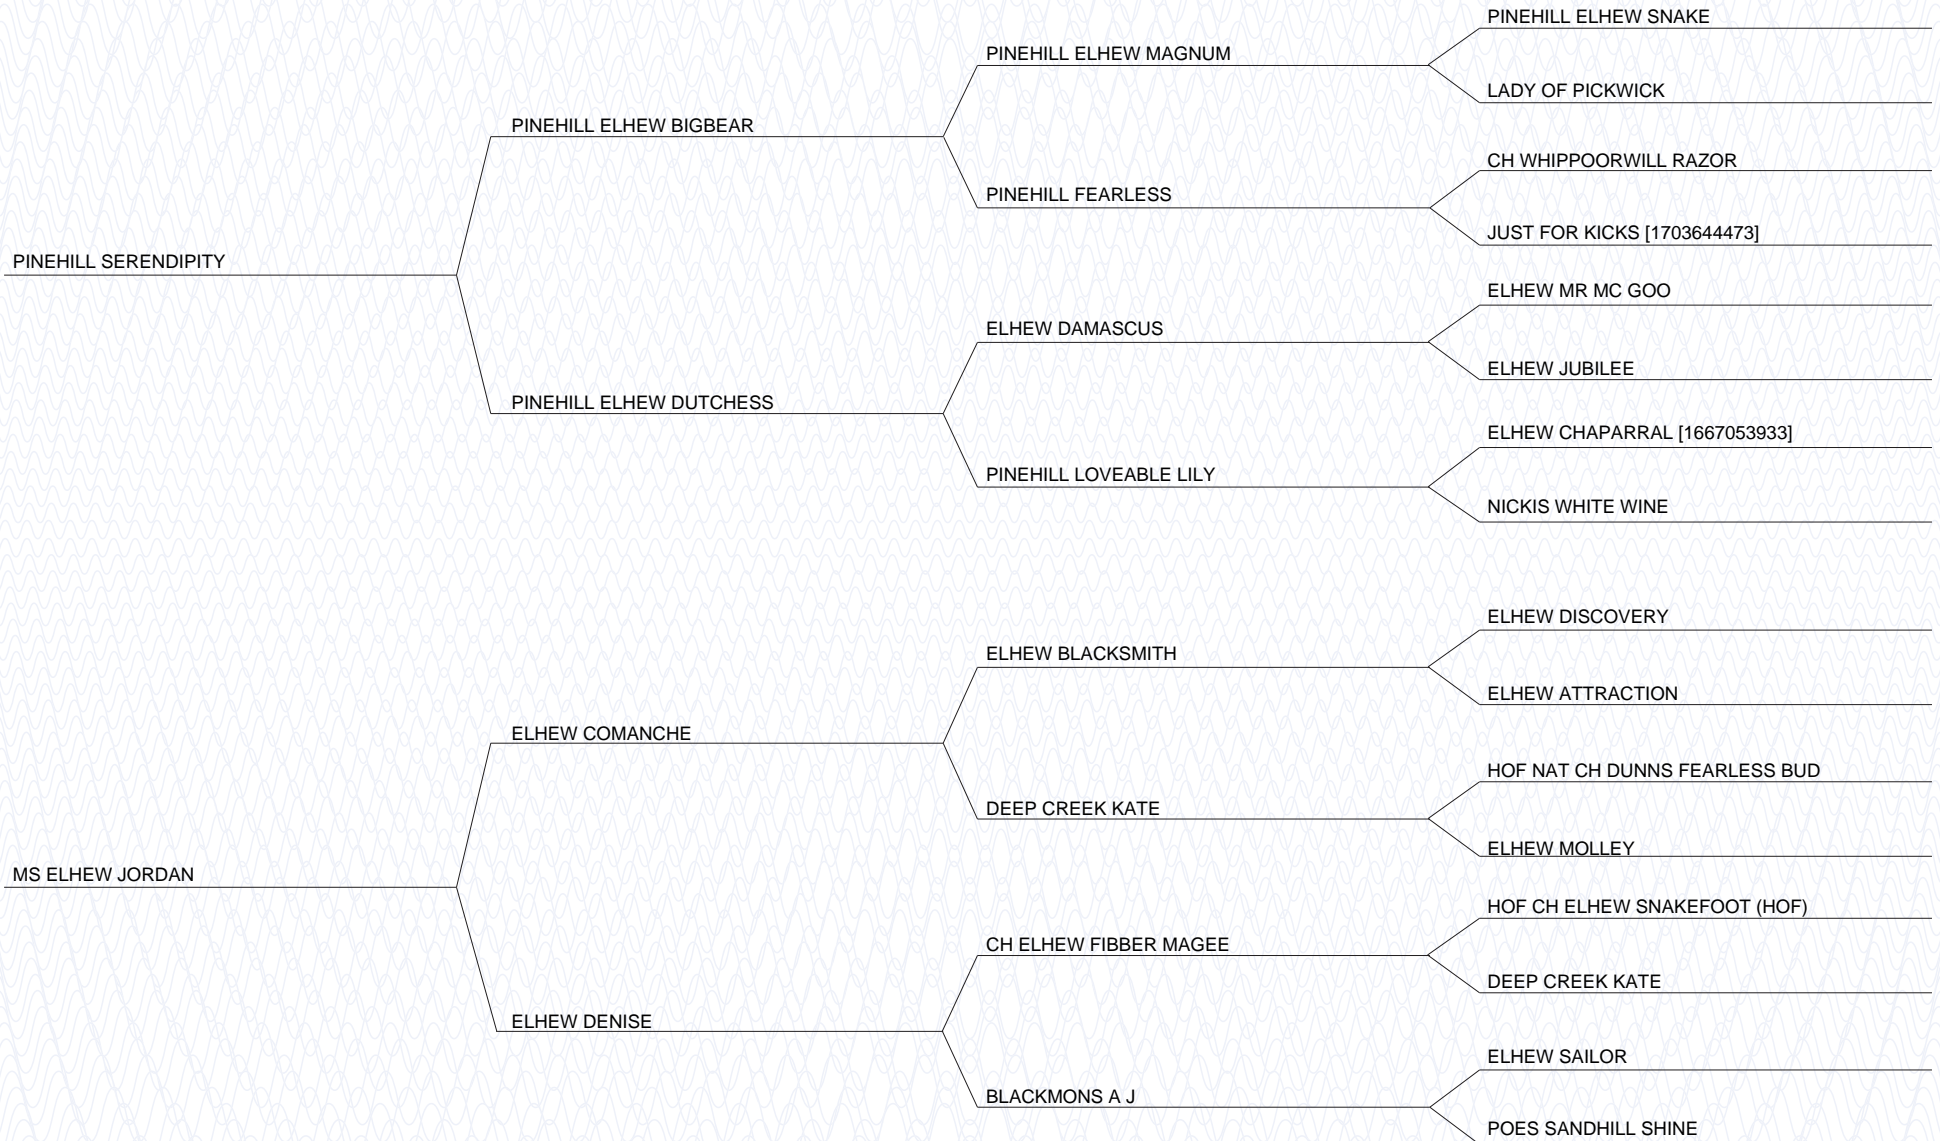 PINEHILL ELHEW SNAKE
PINEHILL ELHEW MAGNUM
LADY OF PICKWICK
PINEHILL ELHEW BIGBEAR
CH WHIPPOORWILL RAZOR
PINEHILL FEARLESS
JUST FOR KICKS [1703644473]
PINEHILL SERENDIPITY
ELHEW MR MC GOO
ELHEW DAMASCUS
ELHEW JUBILEE
PINEHILL ELHEW DUTCHESS
ELHEW CHAPARRAL [1667053933]
PINEHILL LOVEABLE LILY
NICKIS WHITE WINE
ELHEW DISCOVERY
ELHEW BLACKSMITH
ELHEW ATTRACTION
ELHEW COMANCHE
HOF NAT CH DUNNS FEARLESS BUD
DEEP CREEK KATE
ELHEW MOLLEY
MS ELHEW JORDAN
HOF CH ELHEW SNAKEFOOT (HOF)
CH ELHEW FIBBER MAGEE
DEEP CREEK KATE
ELHEW DENISE
ELHEW SAILOR
BLACKMONS A J
POES SANDHILL SHINE